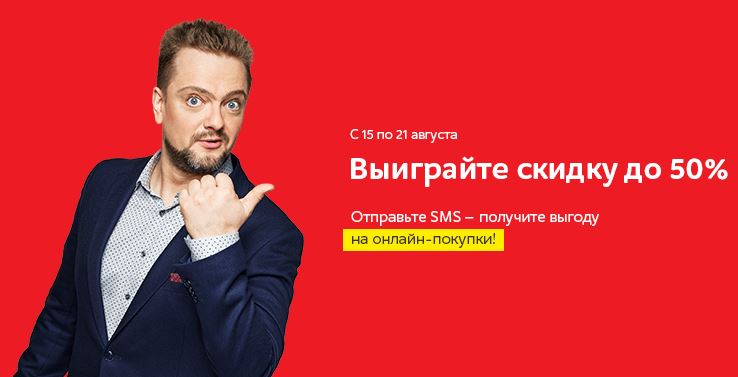 С 15 по 21 августа
Выиграйте скидку до 50%
Отправьте SMS – получите выгоду
на онлайн-покупки!